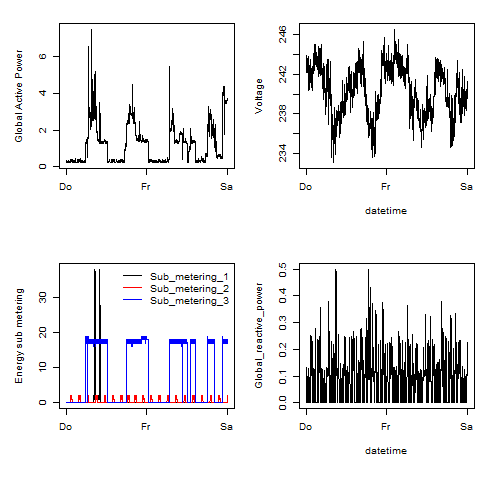 Global Active Power
6
4
2
0
Do Fr Sa
Voltage
246
242
238
234
Do Fr Sa
datetime
Energy sub metering
30
20
10
0
Sub_metering_1
Sub_metering_2
Sub_metering_3
Do Fr Sa
Global_reactive_power
0.5
0.4
0.3
0.2
0.1
0.0
Do Fr Sa
datetime